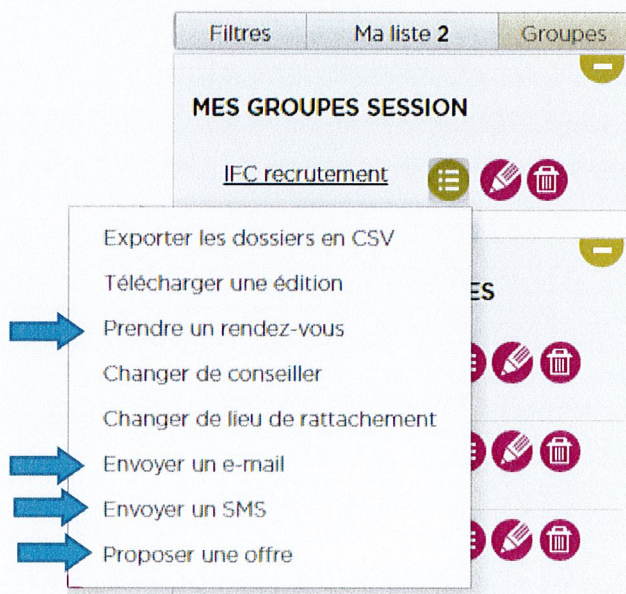 Filtres Ma liste 2 Groupes
MES GROUPES SESSION
IFC recrutement
Exporter les dossiers en CSV
Télécharger une édition
ES
Prendre un rendez-vous
Changer de conseiller
Changer de lieu de rattachement
Envoyer un e-mail
Envoyer un SMS
Proposer une offre